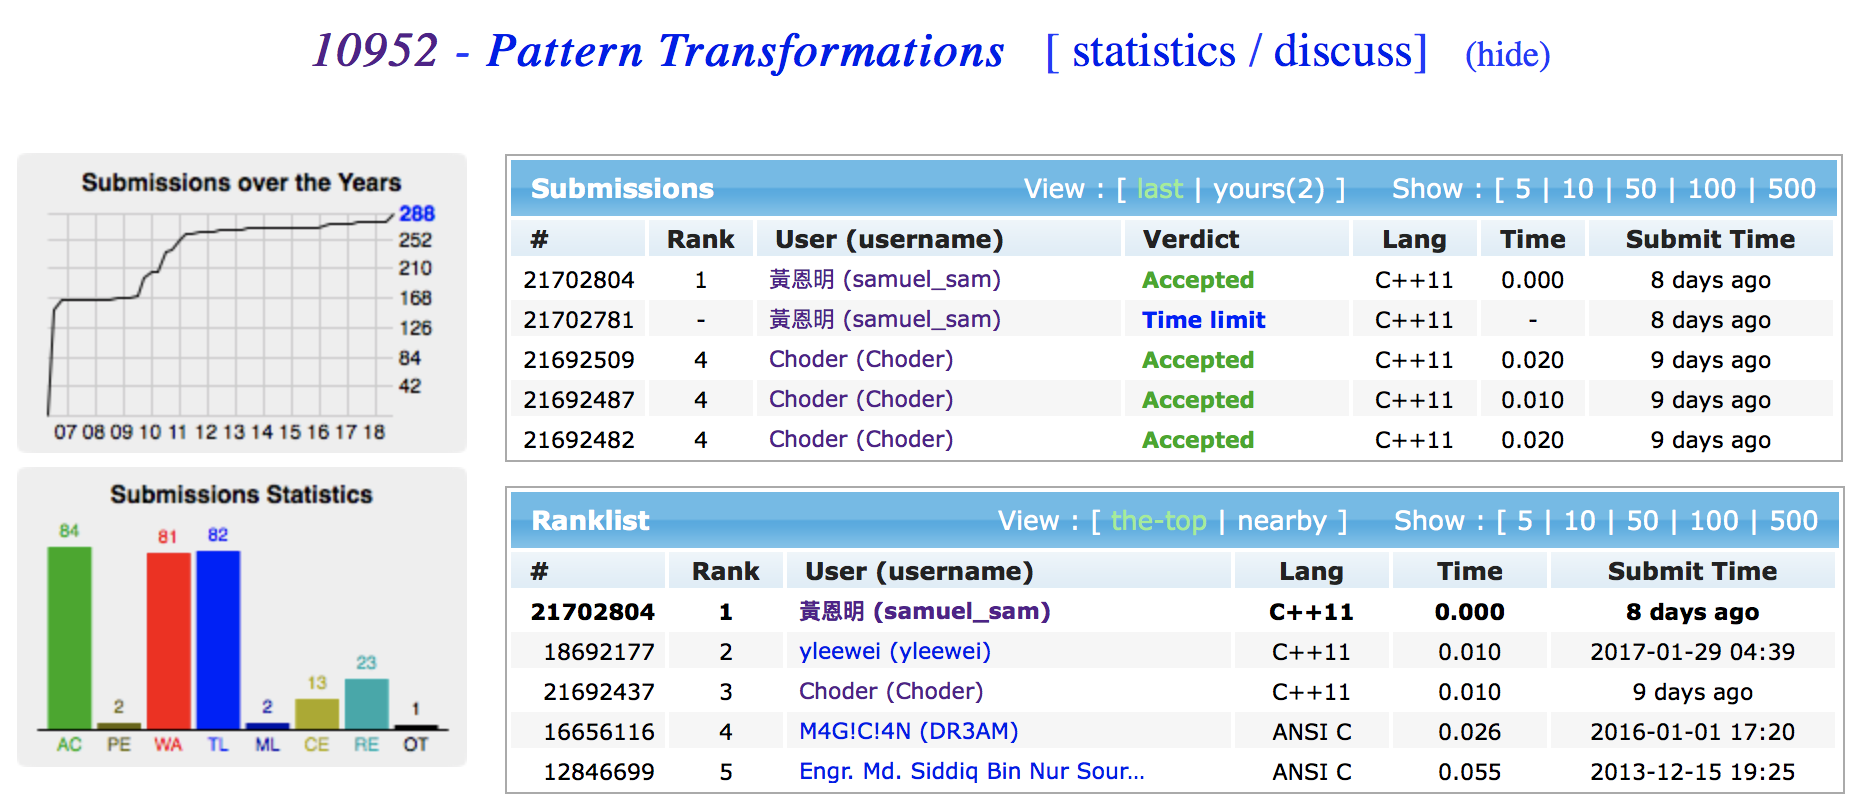 10952 - Pattern Transformations [ statistics / discuss] (hide)
Submissions over the Years
288
252
210
168
126
84
42
07 08 09 10 11 12 13 14 15 16 17 18
Submissions Statistics
84 2 81 82 2 13 23 1
AC PE WA TL ML CE RE OT
Submissions View : [ last | yours(2) ] Show : [ 5 | 10 | 50 | 100 | 500
# Rank User (username) Verdict Lang Time Submit Time
21702804 1 黃恩明 (samuel_sam) Accepted C++11 0.000 8 days ago
21702781 - 黃恩明 (samuel_sam) Time limit C++11 - 8 days ago
21692509 4 Choder (Choder) Accepted C++11 0.020 9 days ago
21692487 4 Choder (Choder) Accepted C++11 0.010 9 days ago
21692482 4 Choder (Choder) Accepted C++11 0.020 9 days ago
Ranklist View : [ the-top | nearby ] Show : [ 5 | 10 | 50 | 100 | 500
# Rank User (username) Lang Time Submit Time
21702804 1 黃恩明 (samuel_sam) C++11 0.000 8 days ago
18692177 2 yleewei (yleewei) C++11 0.010 2017-01-29 04:39
21692437 3 Choder (Choder) C++11 0.010 9 days ago
16656116 4 M4G!C!4N (DR3AM) ANSI C 0.026 2016-01-01 17:20
12846699 5 Engr. Md. Siddiq Bin Nur Sour... ANSI C 0.055 2013-12-15 19:25